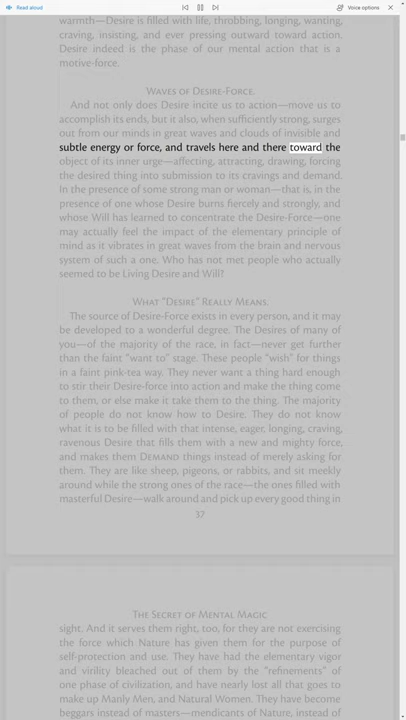 Read aloud
Voice options
warmth—Desire is filled with life, throbbing, longing, wanting,
craving, insisting, and ever pressing outward toward action.
Desire indeed is the phase of our mental action that is a
motive-force.
Waves of Desire-Force.
And not only does Desire incite us to action—move us to
accomplish its ends, but it also, when sufficiently strong, surges
out from our minds in great waves and clouds of invisible and
subtle energy or force, and travels here and there toward the
object of its inner urge—affecting, attracting, drawing, forcing
the desired thing into submission to its cravings and demand.
In the presence of some strong man or woman—that is, in the
presence of one whose Desire burns fiercely and strongly, and
whose Will has learned to concentrate the Desire-Force—one
may actually feel the impact of the elementary principle of
mind as it vibrates in great waves from the brain and nervous
system of such a one. Who has not met people who actually
seemed to be Living Desire and Will?
What "Desire" Really Means.
The source of Desire-Force exists in every person, and it may
be developed to a wonderful degree. The Desires of many of
you—of the majority of the race, in fact—never get further
than the faint "want to" stage. These people "wish" for things
in a faint pink-tea way. They never want a thing hard enough
to stir their Desire-force into action and make the thing come
to them, or else make it take them to the thing. The majority
of people do not know how to Desire. They do not know
what it is to be filled with that intense, eager, longing, craving,
ravenous Desire that fills them with a new and mighty force,
and makes them Demand things instead of merely asking for
them. They are like sheep, pigeons, or rabbits, and sit meekly
around while the strong ones of the race—the ones filled with
masterful Desire—walk around and pick up every good thing in
37
The Secret of Mental Magic
sight. And it serves them right, too, for they are not exercising
the force which Nature has given them for the purpose of
self-protection and use. They have had the elementary vigor
and virility bleached out of them by the "refinements" of
one phase of civilization, and have nearly lost all that goes to
make up Manly Men, and Natural Women. They have become
beggars instead of masters—mendicants of Nature, instead of